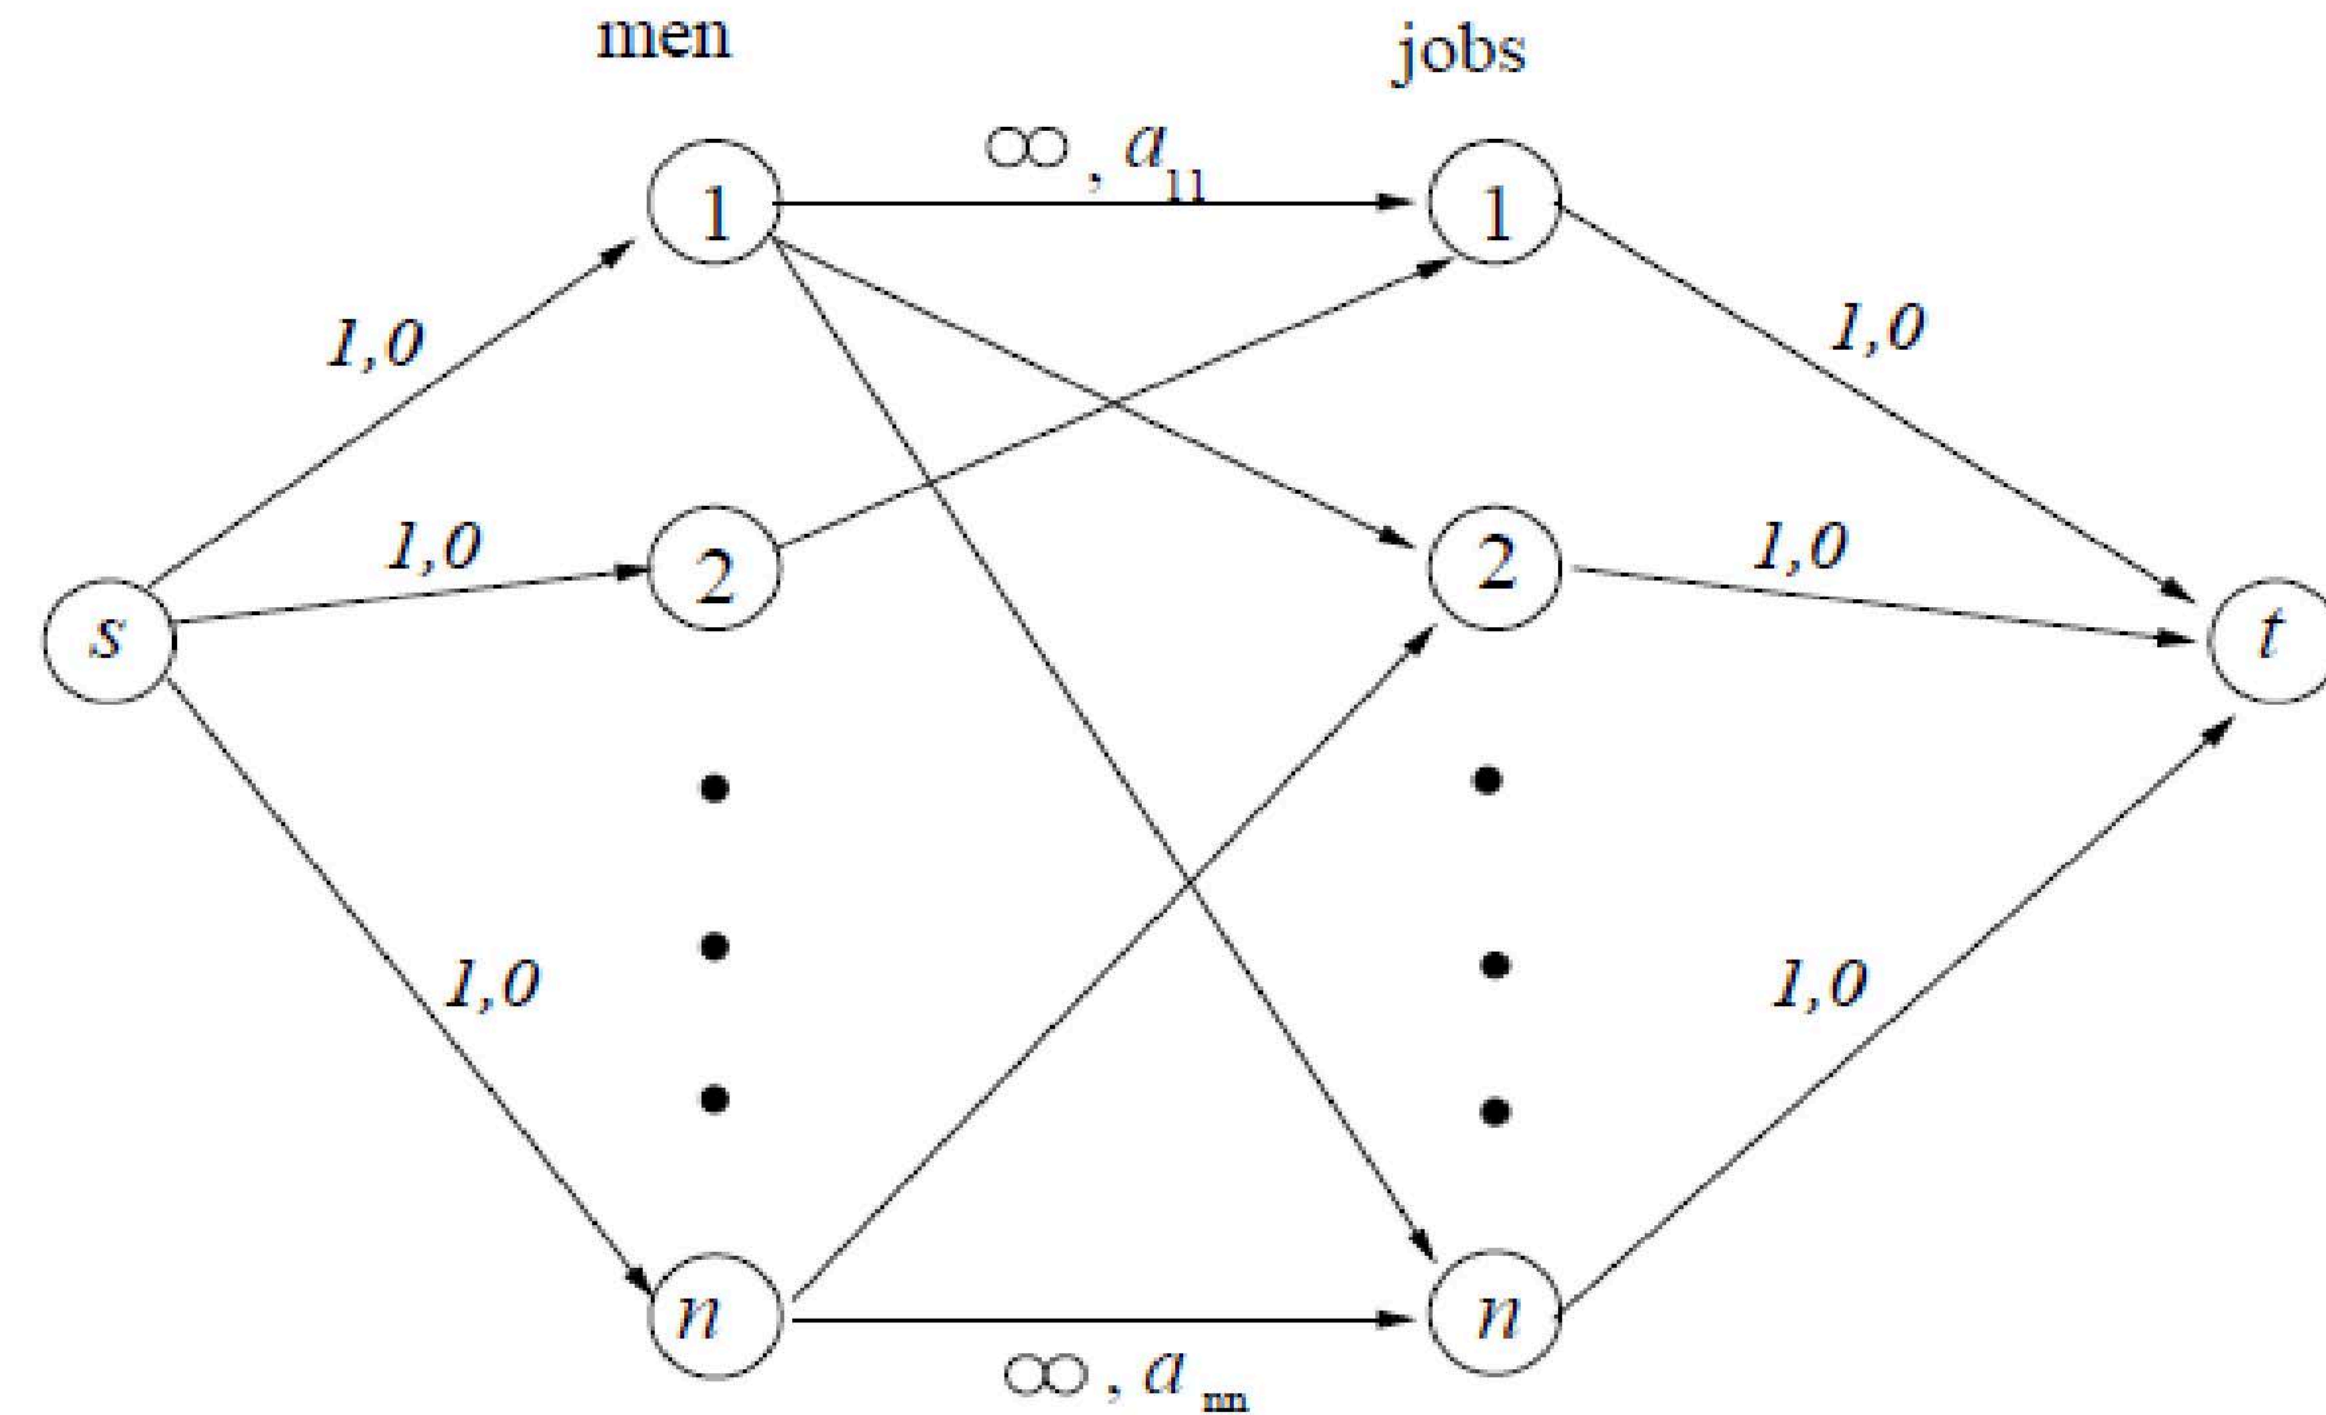 men jobs
∞, a11
1 1
1,0 1,0
1,0 1,0
2 2
s t
1,0 1,0
n n
∞, ann